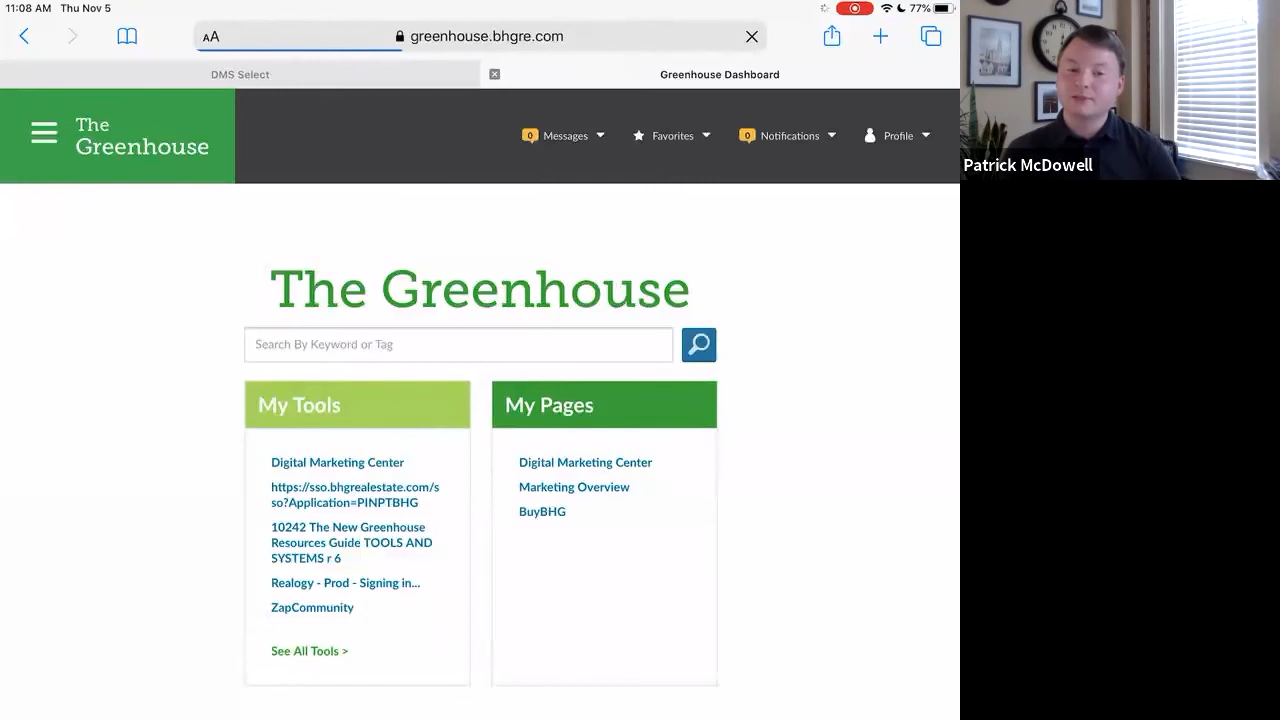 11:08 AM Thu Nov 5
77%
AA
greenhouse.bhgre.com
DMS Select
Greenhouse Dashboard
The
Greenhouse
0 Messages
Favorites
0 Notifications
Profile
Patrick McDowell
The Greenhouse
Search By Keyword or Tag
My Tools
Digital Marketing Center
https://sso.bhgrealestate.com/s
so?Application=PINPTBHG
10242 The New Greenhouse
Resources Guide TOOLS AND
SYSTEMS r 6
Realogy - Prod - Signing in...
ZapCommunity
See All Tools >
My Pages
Digital Marketing Center
Marketing Overview
BuyBHG